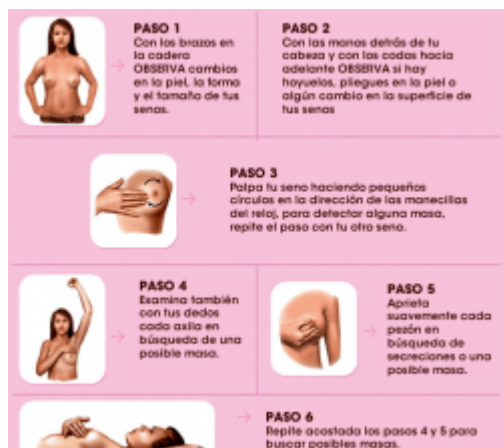 PASO 1
Con los brazos en
la cadera
OBSERVA cambios
en la piel, la forma
y el tamaño de tus
senos.
PASO 2
Con las manos detrás de tu
cabeza y con los codos hacia
adelante OBSERVA si hay
hoyuelos, pliegues en la piel o
algún cambio en la superficie de
tus senos
PASO 3
Palpa tu seno haciendo pequeños
círculos en la dirección de las manecillas
del reloj, para detectar alguna masa,
repite el paso con tu otro seno.
PASO 4
Examina también
con tus dedos
cada axila en
búsqueda de una
posible masa.
PASO 5
Aprieta
suavemente cada
pezón en
búsqueda de
secreciones o una
posible masa.
PASO 6
Repite acostada los pasos 4 y 5 para
buscar posibles masas.